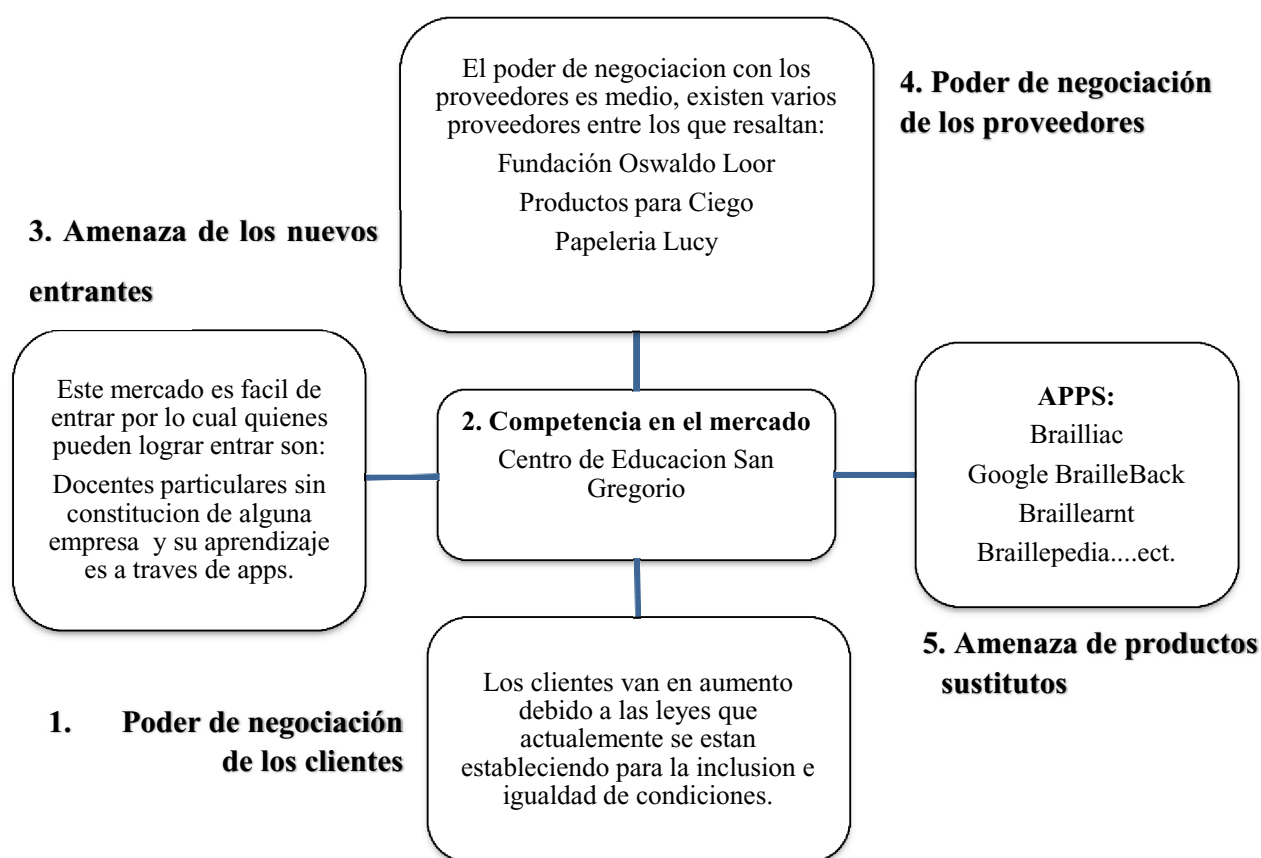 El poder de negociacion con los
proveedores es medio, existen varios
proveedores entre los que resaltan:
Fundación Oswaldo Loor
Productos para Ciego
Papeleria Lucy
4. Poder de negociación
de los proveedores
3. Amenaza de los nuevos
entrantes
Este mercado es facil de
entrar por lo cual quienes
pueden lograr entrar son:
Docentes particulares sin
constitucion de alguna
empresa y su aprendizaje
es a traves de apps.
2. Competencia en el mercado
Centro de Educacion San
Gregorio
APPS:
Brailliac
Google BrailleBack
Braillearnt
Braillepedia....ect.
5. Amenaza de productos
sustitutos
1. Poder de negociación
de los clientes
Los clientes van en aumento
debido a las leyes que
actualemente se estan
estableciendo para la inclusion e
igualdad de condiciones.